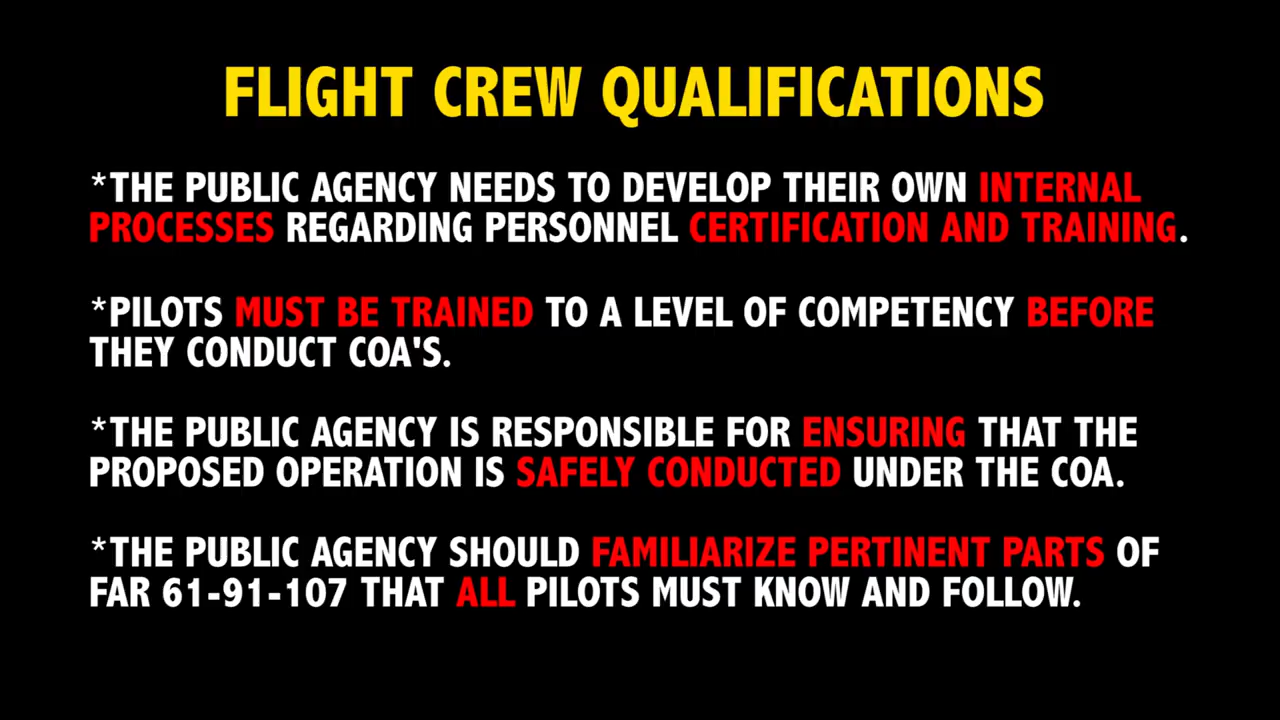 FLIGHT CREW QUALIFICATIONS
*THE PUBLIC AGENCY NEEDS TO DEVELOP THEIR OWN INTERNAL
PROCESSES REGARDING PERSONNEL CERTIFICATION AND TRAINING.
*PILOTS MUST BE TRAINED TO A LEVEL OF COMPETENCY BEFORE
THEY CONDUCT COA'S.
*THE PUBLIC AGENCY IS RESPONSIBLE FOR ENSURING THAT THE
PROPOSED OPERATION IS SAFELY CONDUCTED UNDER THE COA.
*THE PUBLIC AGENCY SHOULD FAMILIARIZE PERTINENT PARTS OF
FAR 61-91-107 THAT ALL PILOTS MUST KNOW AND FOLLOW.